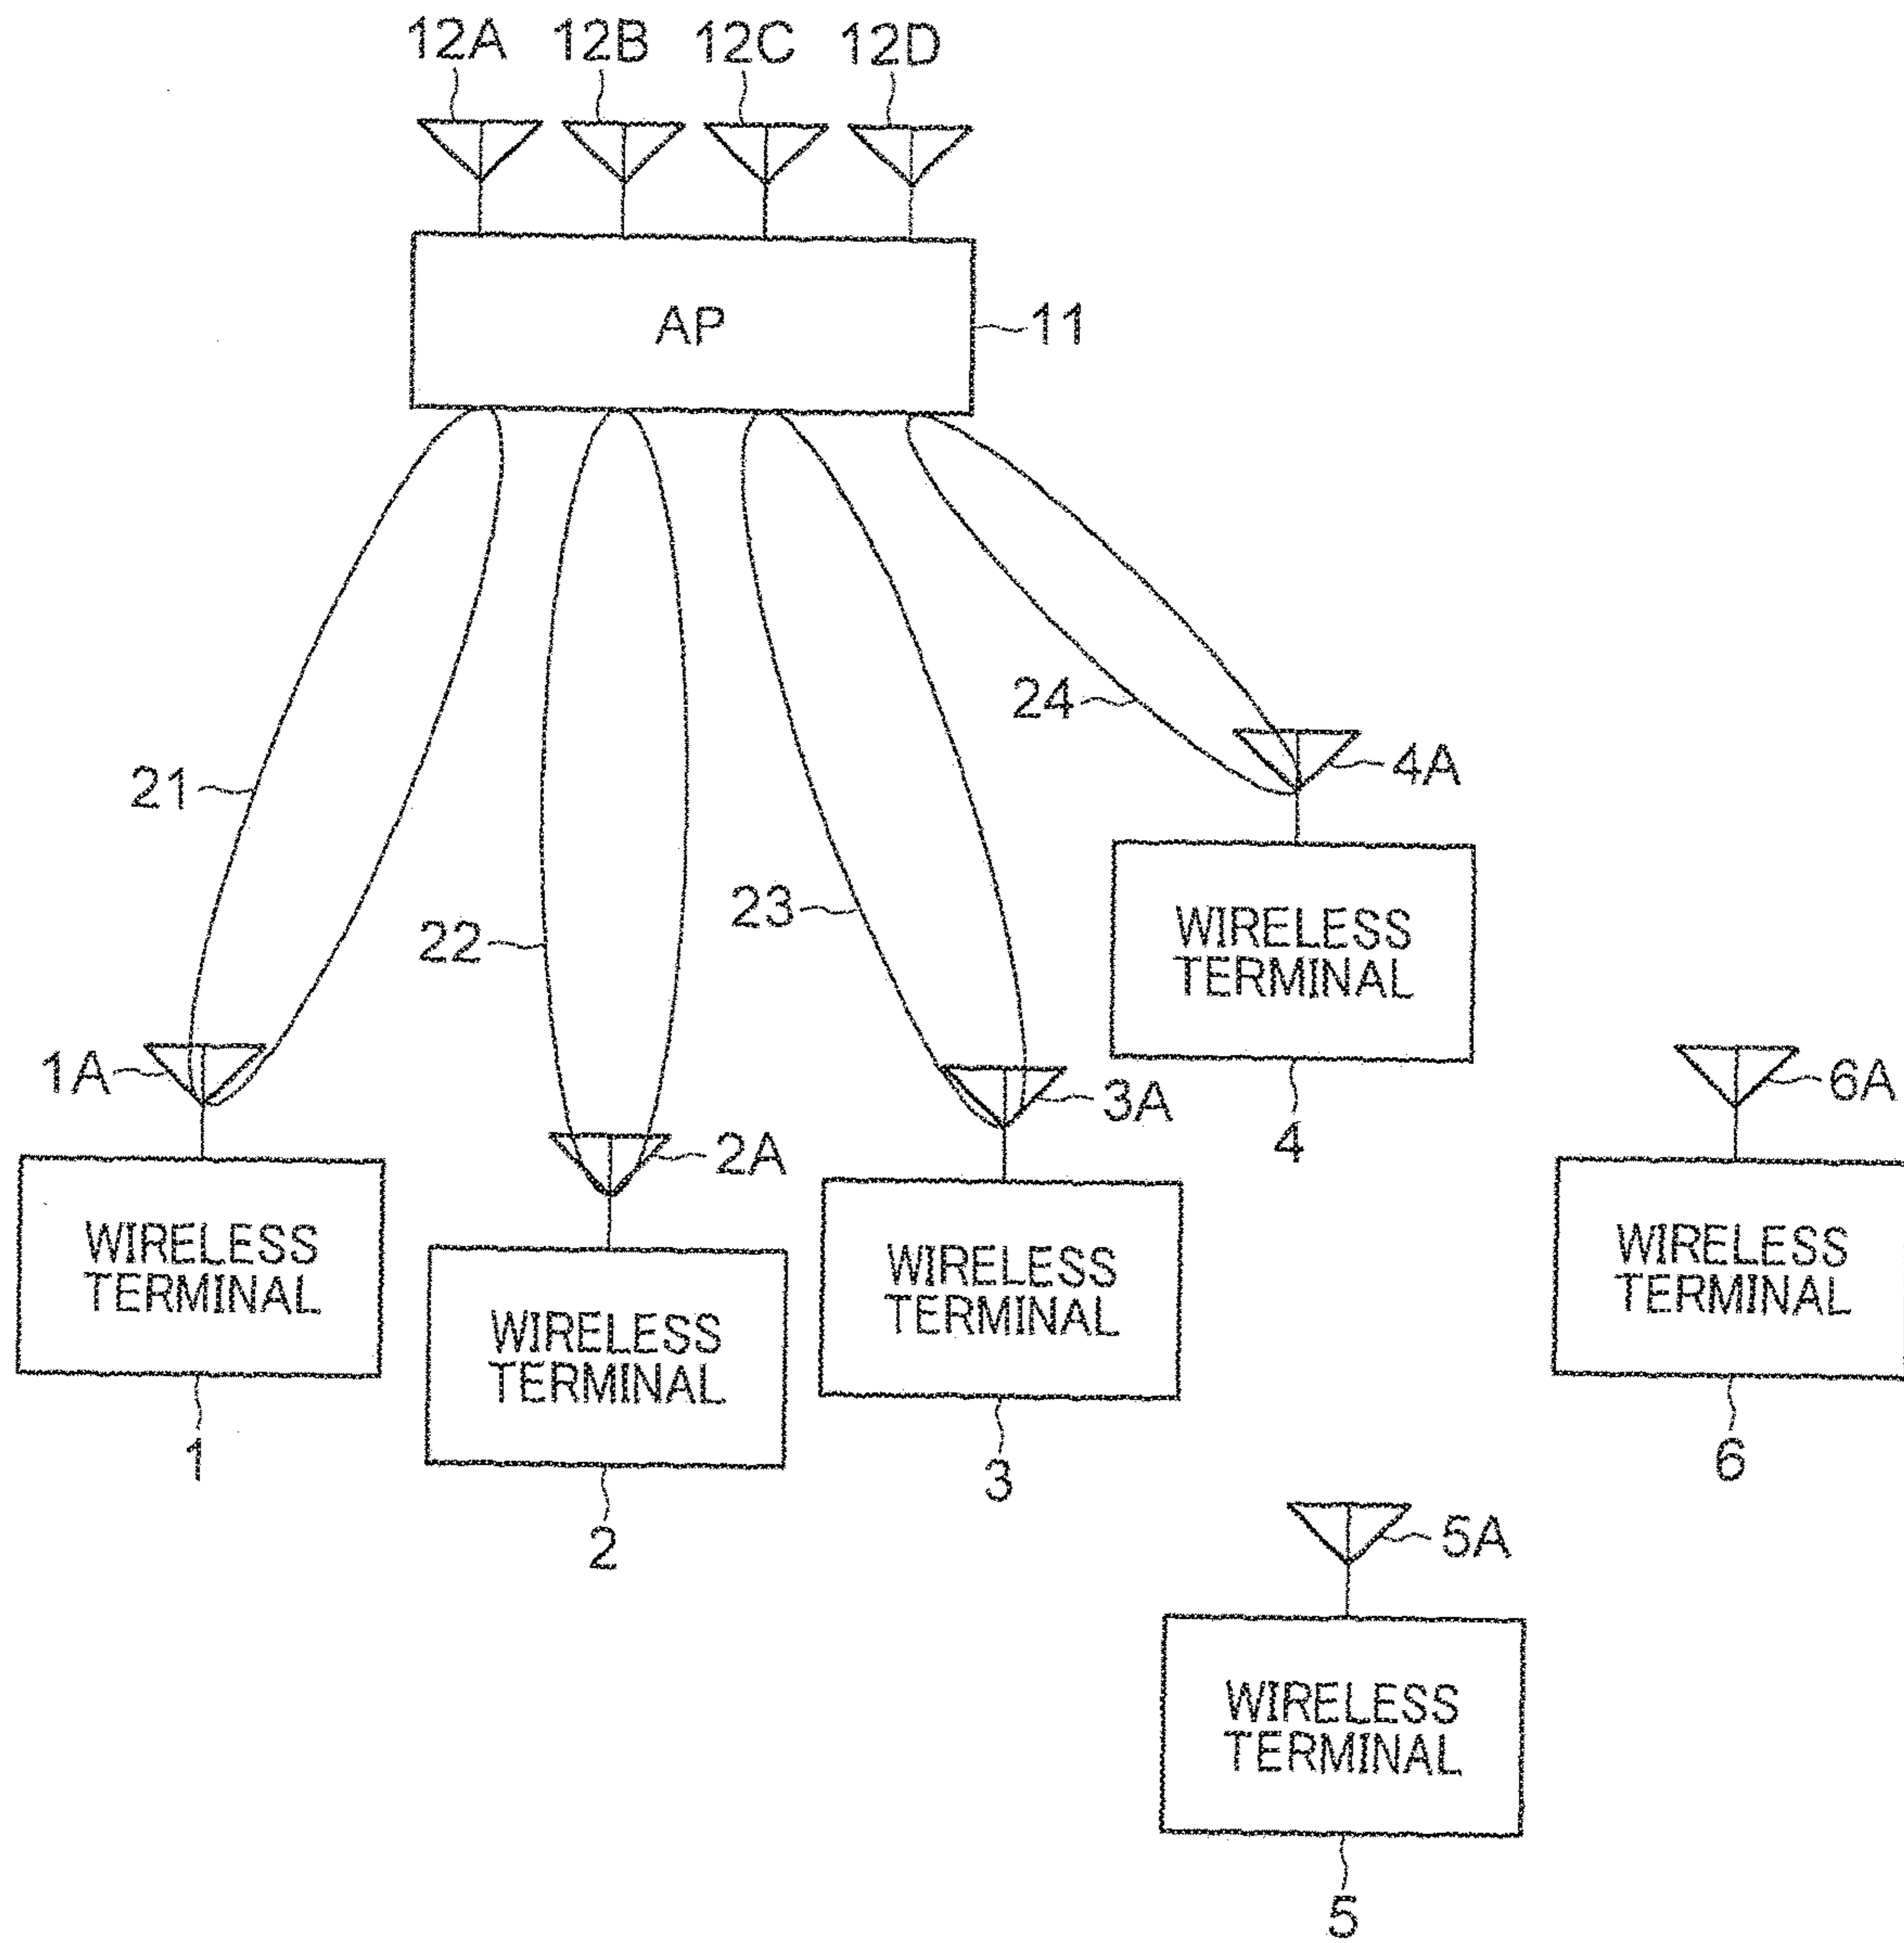 12A 12B 12C 12D
AP
11
21
22
23
24
4A
WIRELESS
TERMINAL
4
1A
WIRELESS
TERMINAL
1
2A
WIRELESS
TERMINAL
2
3A
WIRELESS
TERMINAL
3
6A
WIRELESS
TERMINAL
6
5A
WIRELESS
TERMINAL
5